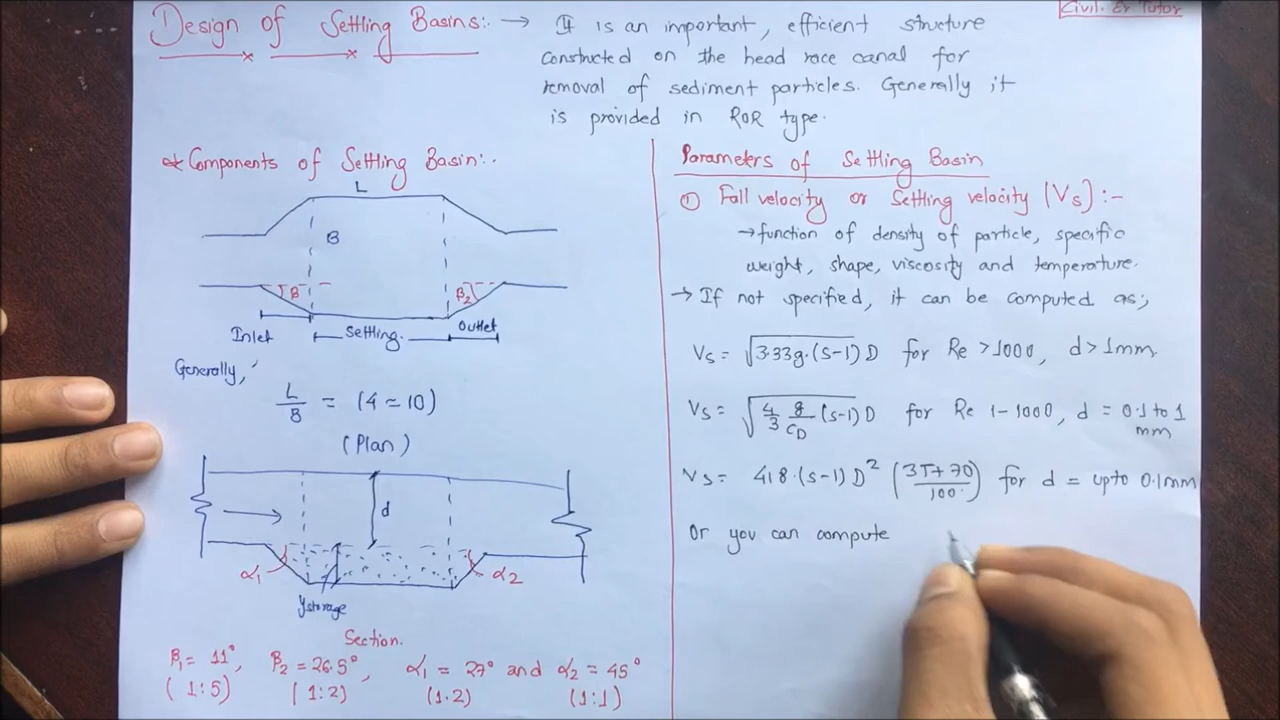 Design of Settling Basins:- → It is an important, efficient structure
constructed on the head race canal for
removal of sediment particles. Generally it
is provided in ROR type.
Civil. Er Tutor
* Components of Settling Basin:-
L
B
β
β2
Inlet
Settling.
Outlet
Generally,
L/B = (4 ≃ 10)
(Plan)
d
α1
α2
Ystorage
Section.
β1 = 11°, β2 = 26.5°, α1 = 27° and α2 = 45°
(1:5) (1:2) (1:2) (1:1)
Parameters of Settling Basin
① Fall velocity or Settling velocity (Vs) :-
→ function of density of particle, specific
weight, shape, viscosity and temperature.
→ If not specified, it can be computed as;
Vs = √3.33g.(S-1)D for Re >1000, d>1mm.
Vs = √4/3 g/CD (S-1)D for Re 1-1000, d = 0.1 to 1
mm
Vs = 418.(S-1)D² (3T+70/100) for d = upto 0.1mm
Or you can compute